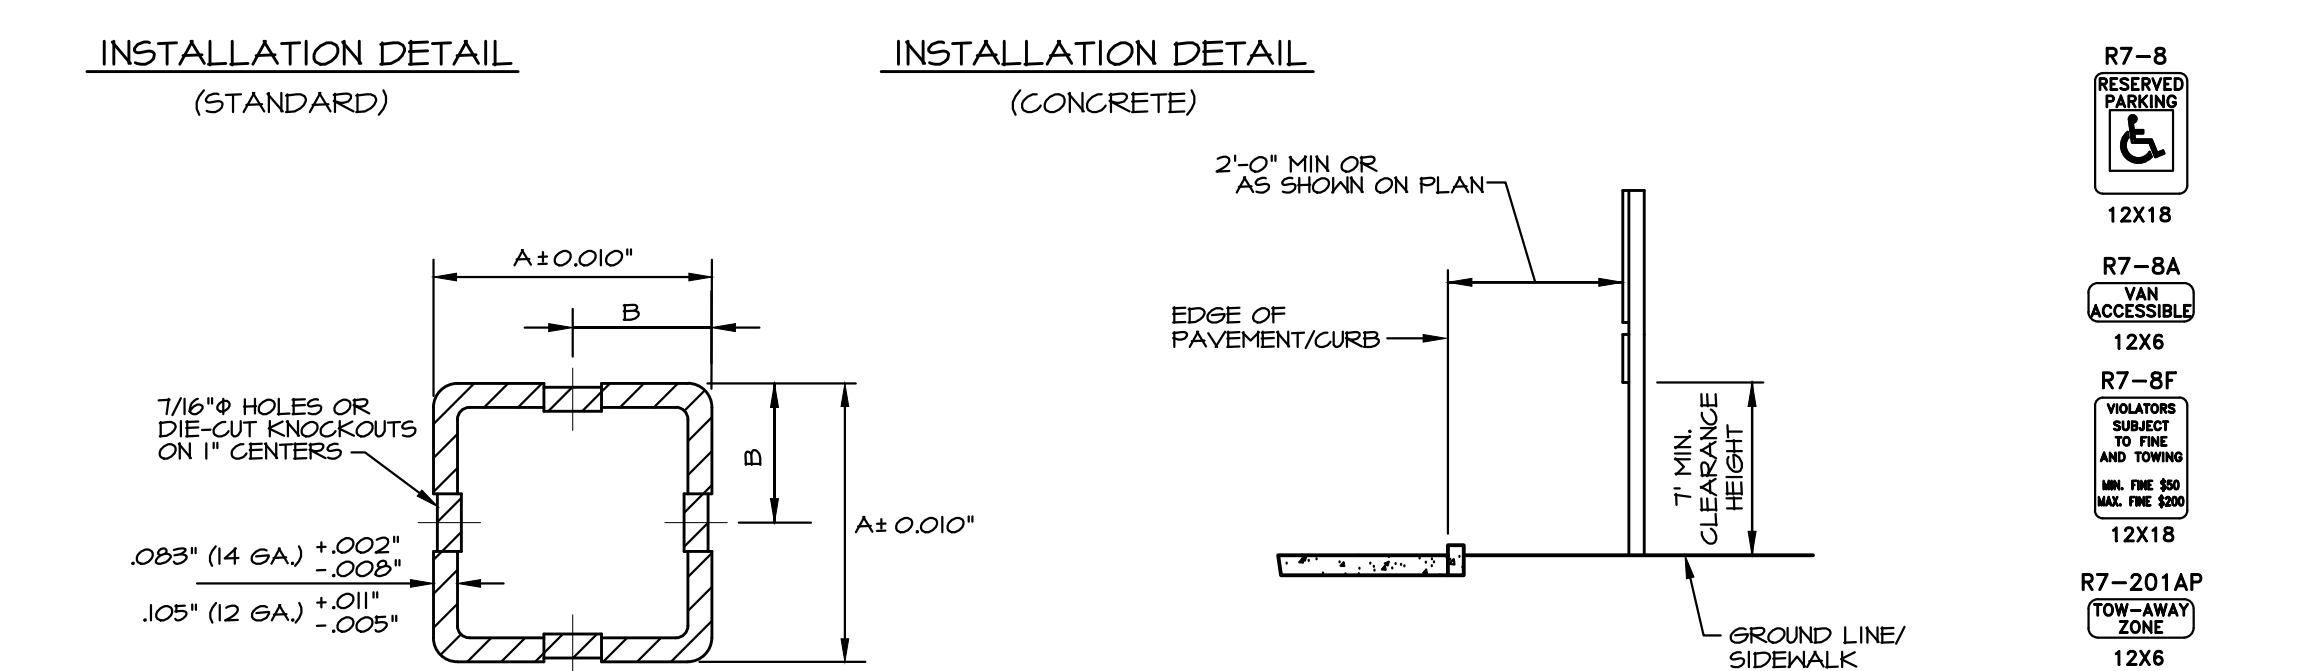 INSTALLATION DETAIL
(STANDARD)
INSTALLATION DETAIL
(CONCRETE)
A±0.010"
B
7/16"Φ HOLES OR
DIE-CUT KNOCKOUTS
ON 1" CENTERS
B
A± 0.010"
.083" (14 GA.) +.002"
-.008"
.105" (12 GA.) +.011"
-.005"
2'-0" MIN OR
AS SHOWN ON PLAN
EDGE OF
PAVEMENT/CURB
7' MIN.
CLEARANCE
HEIGHT
GROUND LINE/
SIDEWALK
R7-8
RESERVED
PARKING
12X18
R7-8A
VAN
ACCESSIBLE
12X6
R7-8F
VIOLATORS
SUBJECT
TO FINE
AND TOWING
MIN. FINE $50
MAX. FINE $200
12X18
R7-201AP
TOW-AWAY
ZONE
12X6